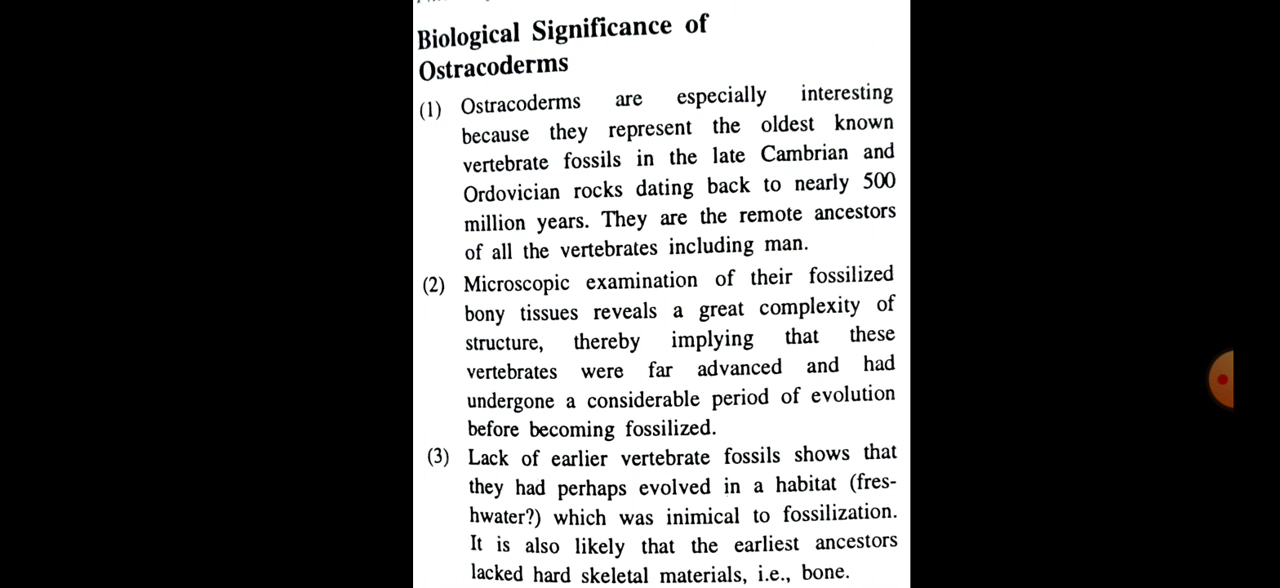 Biological Significance of
Ostracoderms
(1) Ostracoderms are especially interesting
because they represent the oldest known
vertebrate fossils in the late Cambrian and
Ordovician rocks dating back to nearly 500
million years. They are the remote ancestors
of all the vertebrates including man.
(2) Microscopic examination of their fossilized
bony tissues reveals a great complexity of
structure, thereby implying that these
vertebrates were far advanced and had
undergone a considerable period of evolution
before becoming fossilized.
(3) Lack of earlier vertebrate fossils shows that
they had perhaps evolved in a habitat (fres-
hwater?) which was inimical to fossilization.
It is also likely that the earliest ancestors
lacked hard skeletal materials, i.e., bone.